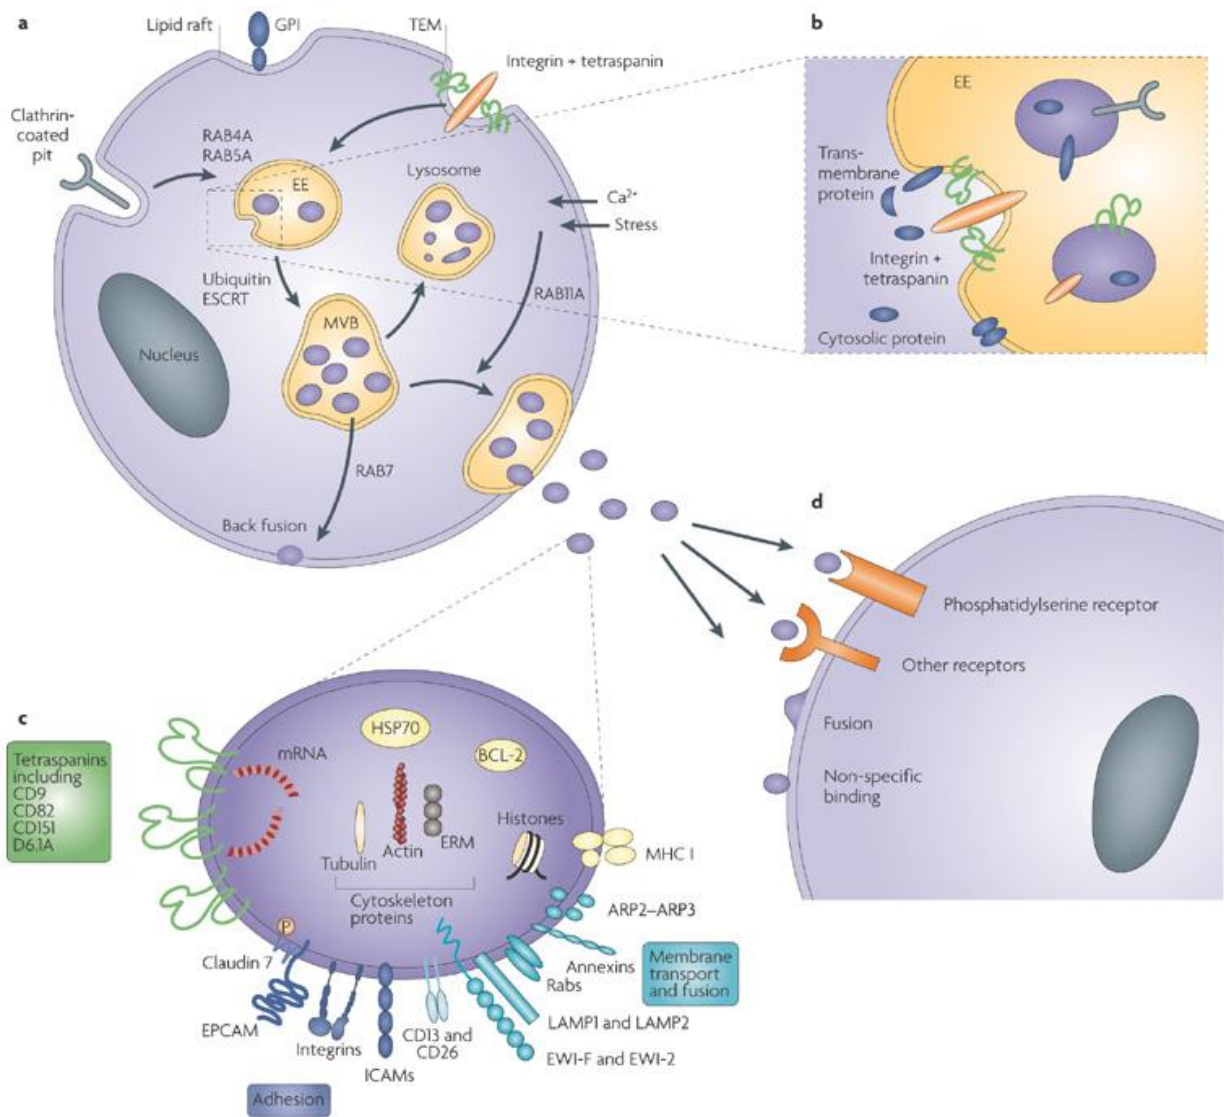 a
Lipid raft
GPI
TEM
Integrin + tetraspanin
Clathrin-
coated
pit
RAB4A
RAB5A
EE
Lysosome
Ca²⁺
Stress
Ubiquitin
ESCRT
RAB11A
MVB
Nucleus
RAB7
Back fusion
b
EE
Trans-
membrane
protein
Integrin +
tetraspanin
Cytosolic protein
d
Phosphatidylserine receptor
Other receptors
Fusion
Non-specific
binding
c
Tetraspanins
including
CD9
CD82
CD151
D6.1A
mRNA
HSP70
BCL-2
Tubulin
Actin
ERM
Histones
Cytoskeleton
proteins
MHC I
ARP2–ARP3
P
Claudin 7
EPCAM
Integrins
ICAMs
CD13 and
CD26
Annexins
Rabs
Membrane
transport
and fusion
LAMP1 and LAMP2
EWI-F and EWI-2
Adhesion